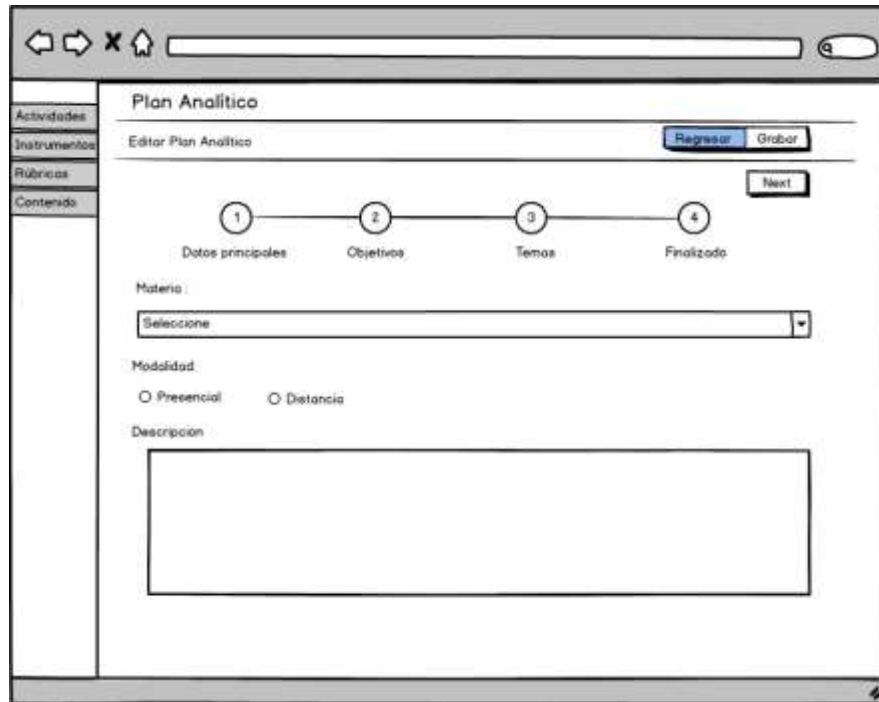 Plan Analítico
Actividades
Instrumentos
Rúbricas
Contenido
Editar Plan Analítico
Regresar Grabar
Next
1 2 3 4
Datos principales Objetivos Temas Finalizado
Materia :
Seleccione
Modalidad
Presencial Distancia
Descripcion